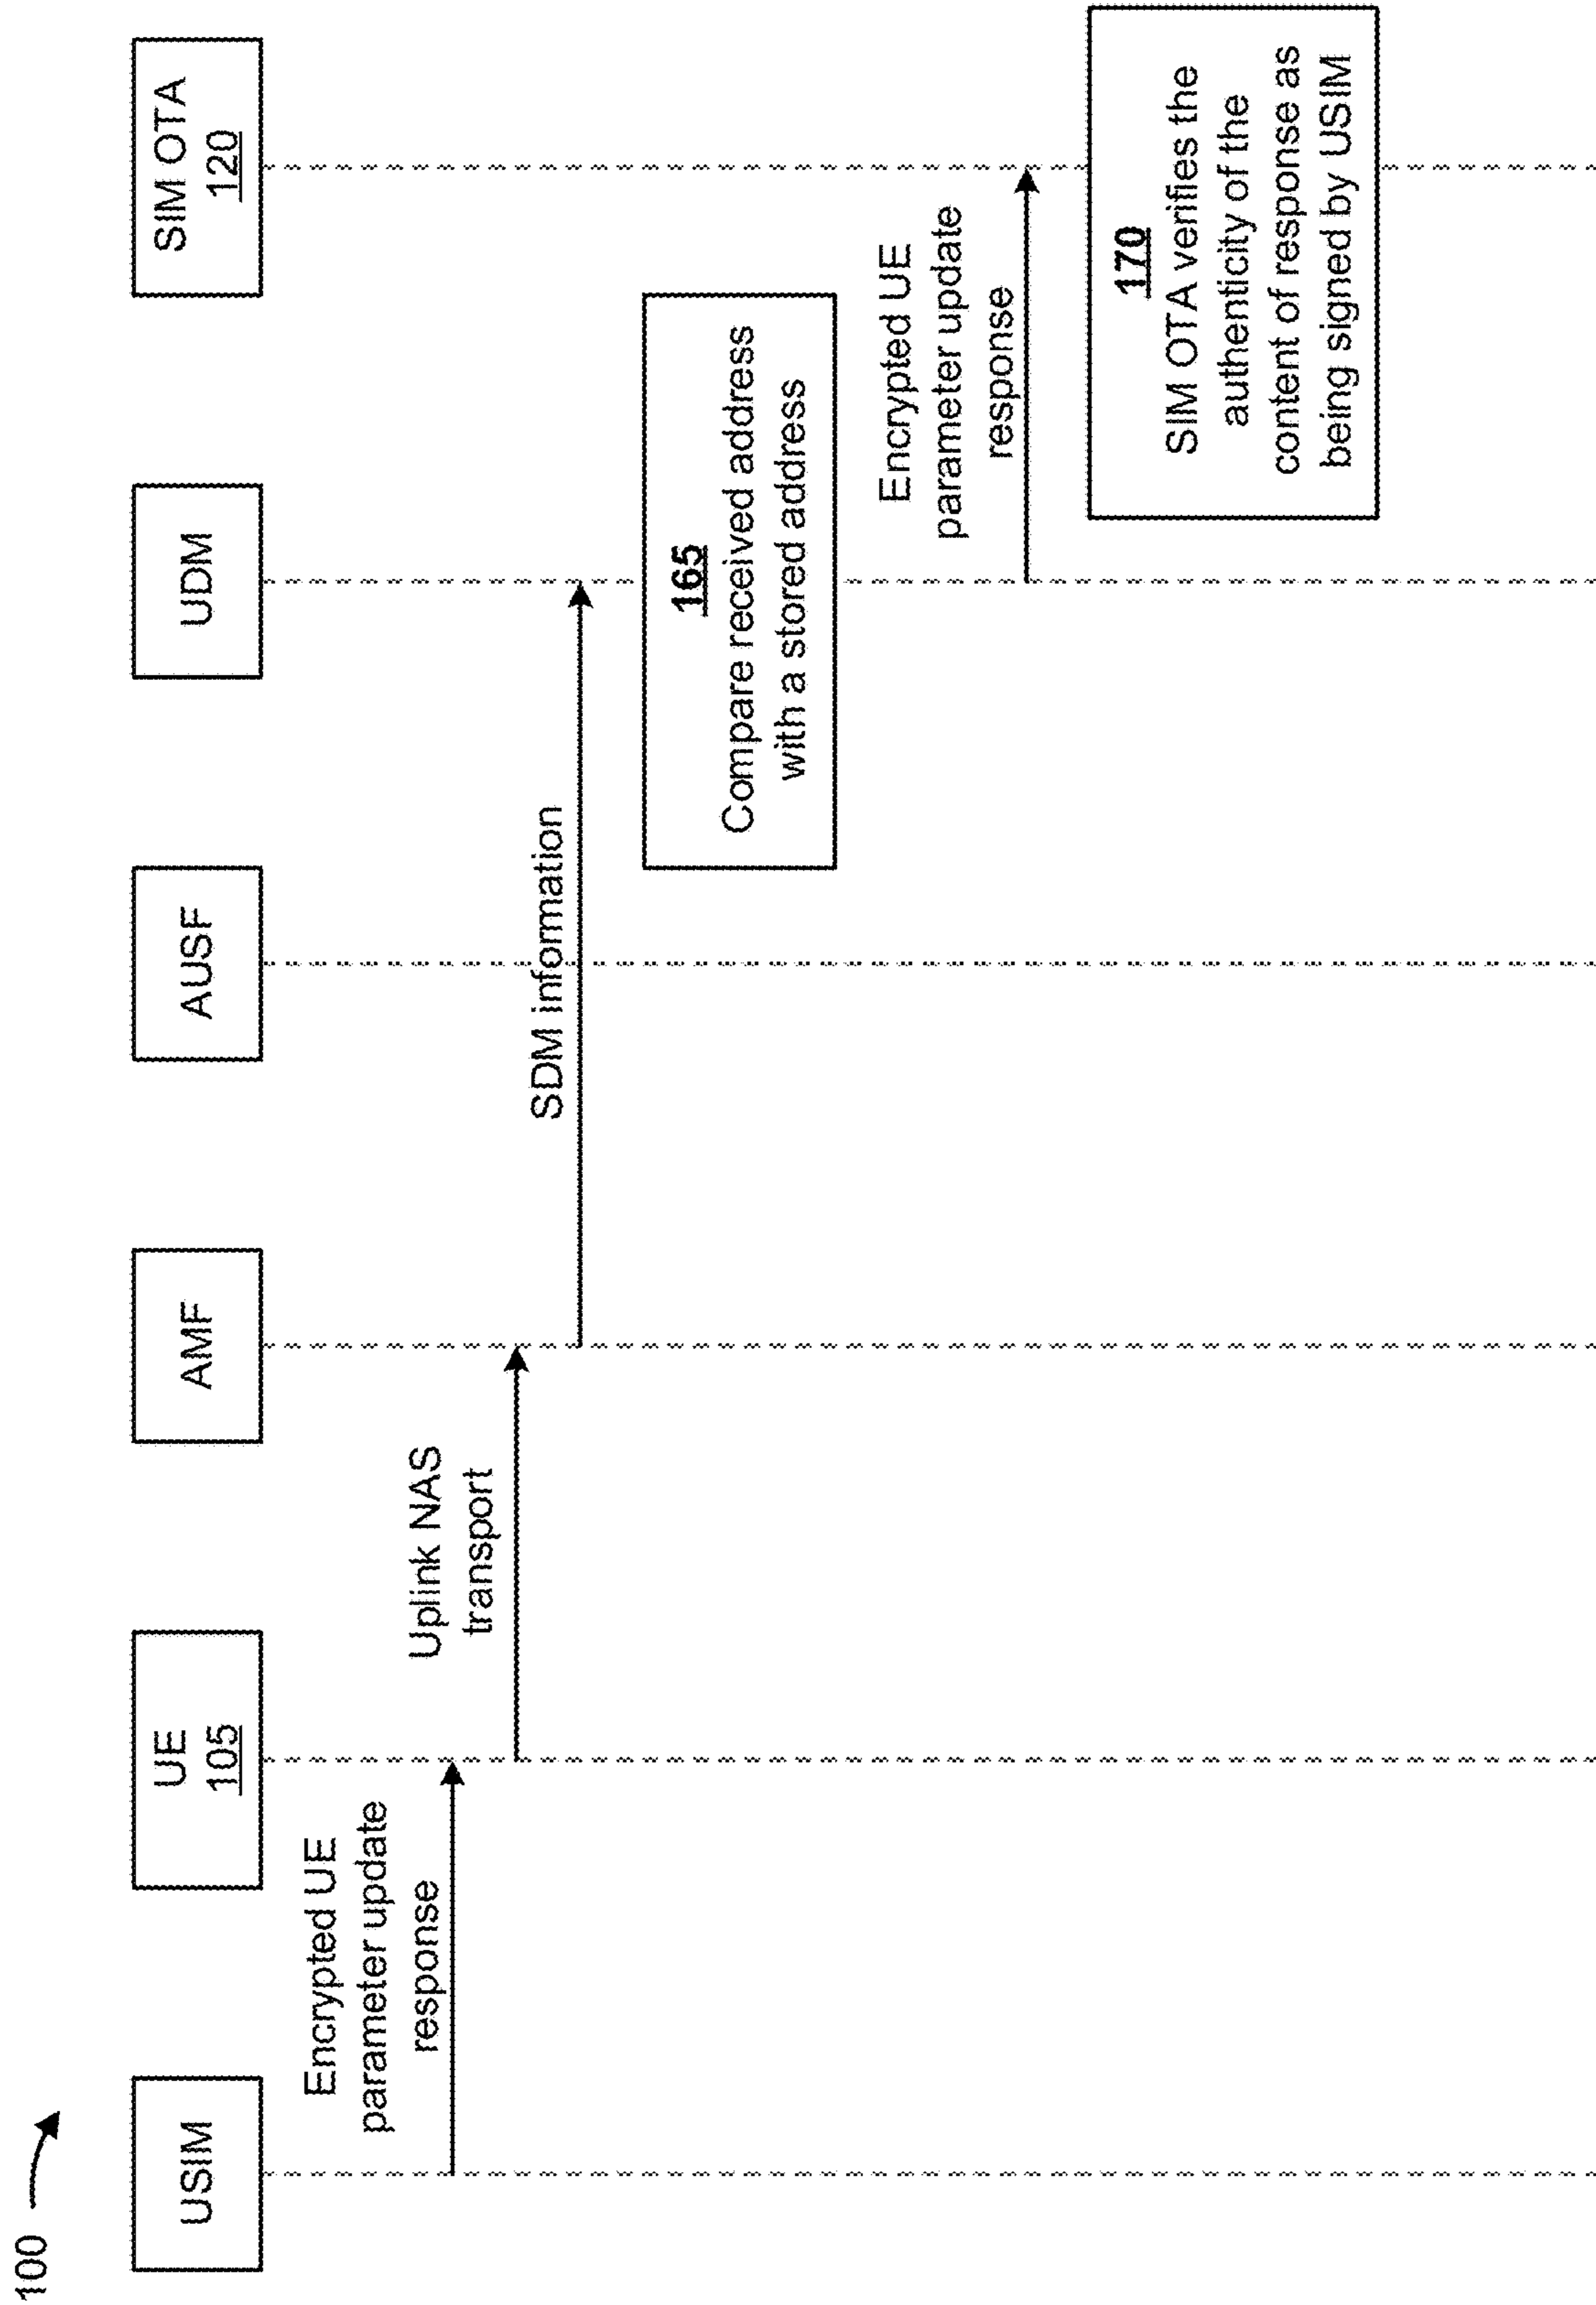 100
USIM
UE
105
AMF
AUSF
UDM
SIM OTA
120
Encrypted UE
parameter update
response
Uplink NAS
transport
SDM information
165
Compare received address
with a stored address
Encrypted UE
parameter update
response
170
SIM OTA verifies the
authenticity of the
content of response as
being signed by USIM